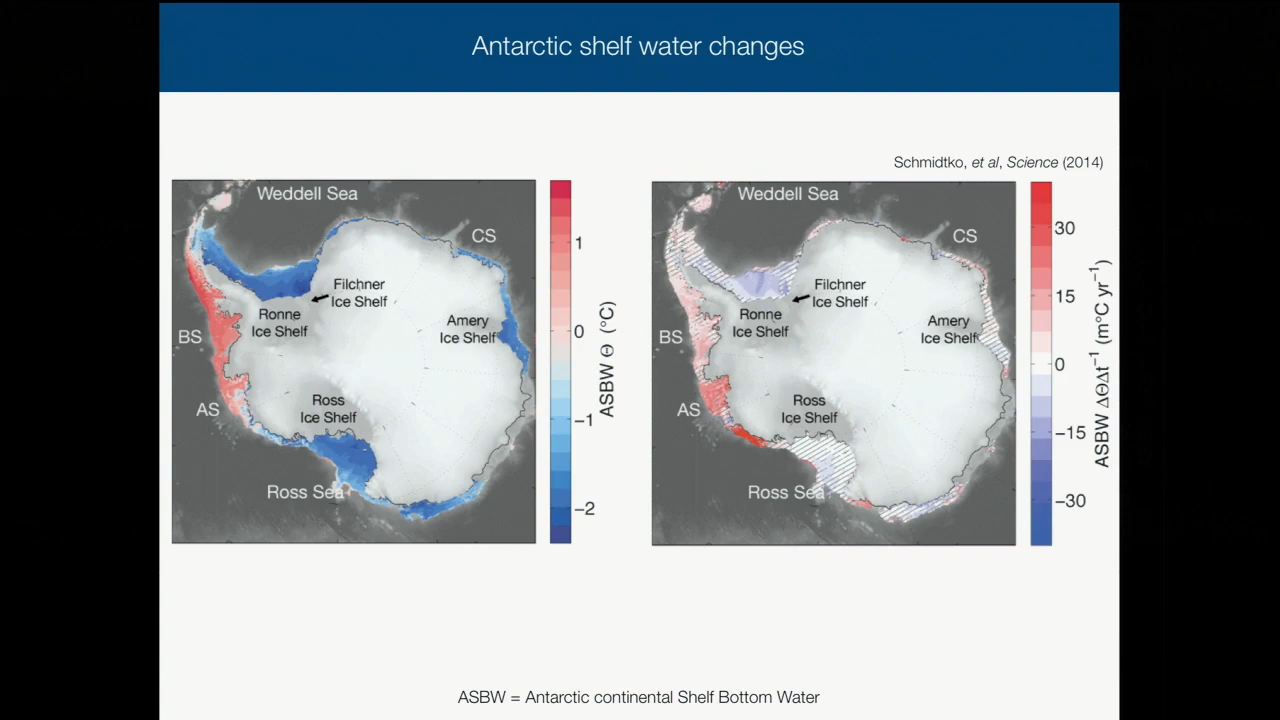 Antarctic shelf water changes
Schmidtko, et al, Science (2014)
Weddell Sea
CS
Filchner
Ice Shelf
Ronne
Ice Shelf
Amery
Ice Shelf
BS
AS
Ross
Ice Shelf
Ross Sea
1
0
−1
−2
ASBW Θ (°C)
Weddell Sea
CS
Filchner
Ice Shelf
Ronne
Ice Shelf
Amery
Ice Shelf
BS
AS
Ross
Ice Shelf
Ross Sea
30
15
0
−15
−30
ASBW ΔΘΔt⁻¹ (m°C yr⁻¹)
ASBW = Antarctic continental Shelf Bottom Water